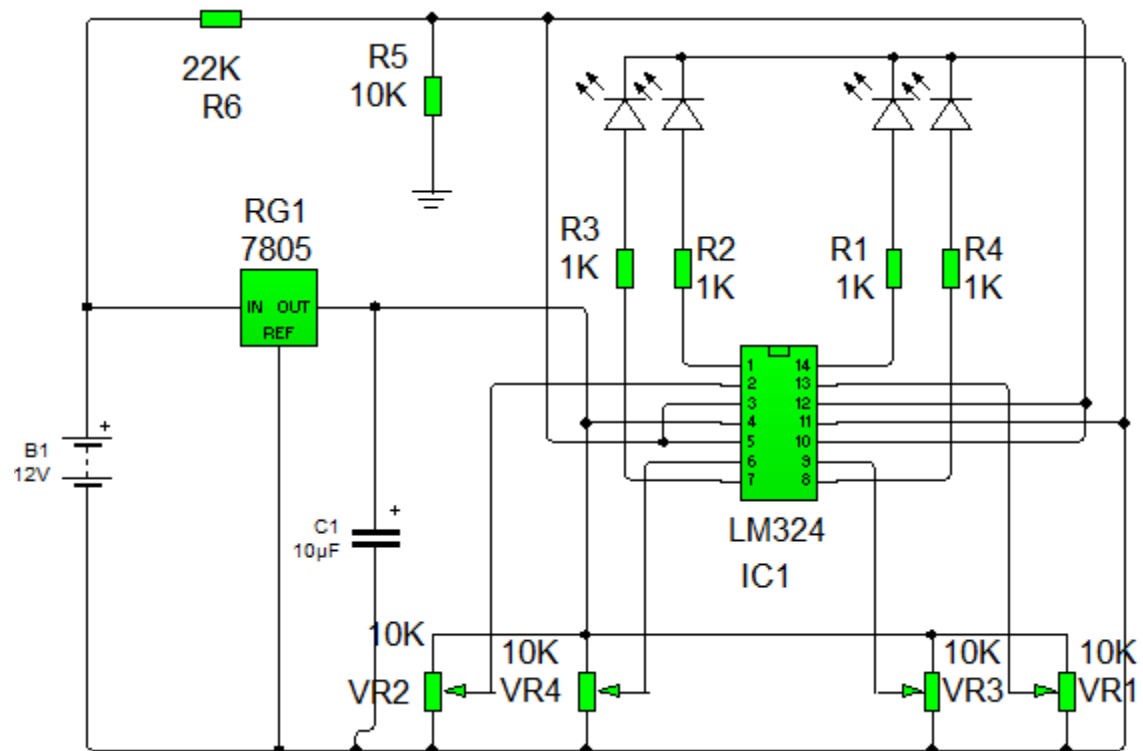 22K
R6
R5
10K
RG1
7805
IN OUT
REF
R3
1K
R2
1K
R1
1K
R4
1K
1 14
2 13
3 12
4 11
5 10
6 9
7 8
LM324
IC1
+
B1
12V
+
C1
10µF
10K
VR2
10K
VR4
10K
VR3
10K
VR1